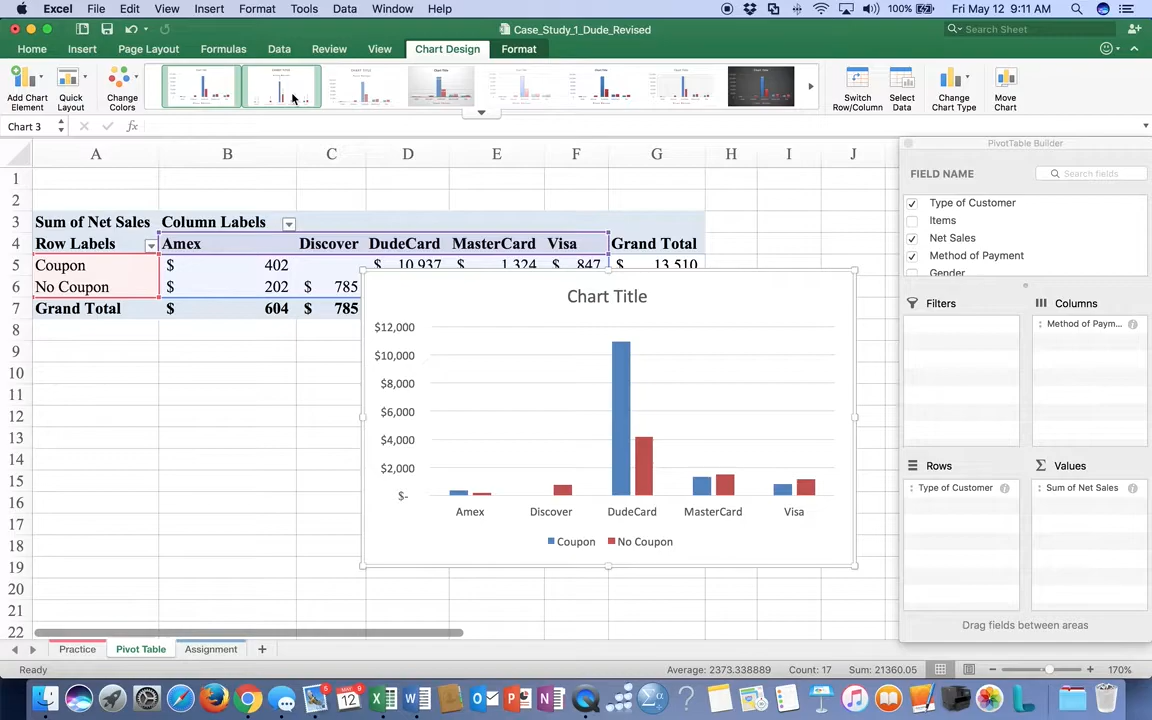 Excel File Edit View Insert Format Tools Data Window Help 100% Fri May 12 9:11 AM
Case_Study_1_Dude_Revised Search Sheet
Home Insert Page Layout Formulas Data Review View Chart Design Format
Add Chart Element Quick Layout Change Colors Switch Row/Column Select Data Change Chart Type Move Chart
Chart 3 fx
PivotTable Builder
A B C D E F G H I J
FIELD NAME Search fields
1
2
3 Sum of Net Sales Column Labels
4 Row Labels Amex Discover DudeCard MasterCard Visa Grand Total
5 Coupon $ 402 $ 10,937 $ 1,324 $ 847 $ 13,510
6 No Coupon $ 202 $ 785
7 Grand Total $ 604 $ 785
8
9
10
11
12
13
14
15
16
17
18
19
20
21
22
Chart Title
$12,000
$10,000
$8,000
$6,000
$4,000
$2,000
$-
Amex Discover DudeCard MasterCard Visa
Coupon No Coupon
Type of Customer
Items
Net Sales
Method of Payment
Gender
Filters Columns
Method of Paym...
Rows Values
Type of Customer Sum of Net Sales
Drag fields between areas
Practice Pivot Table Assignment
Ready Average: 2373.338889 Count: 17 Sum: 21360.05 170%